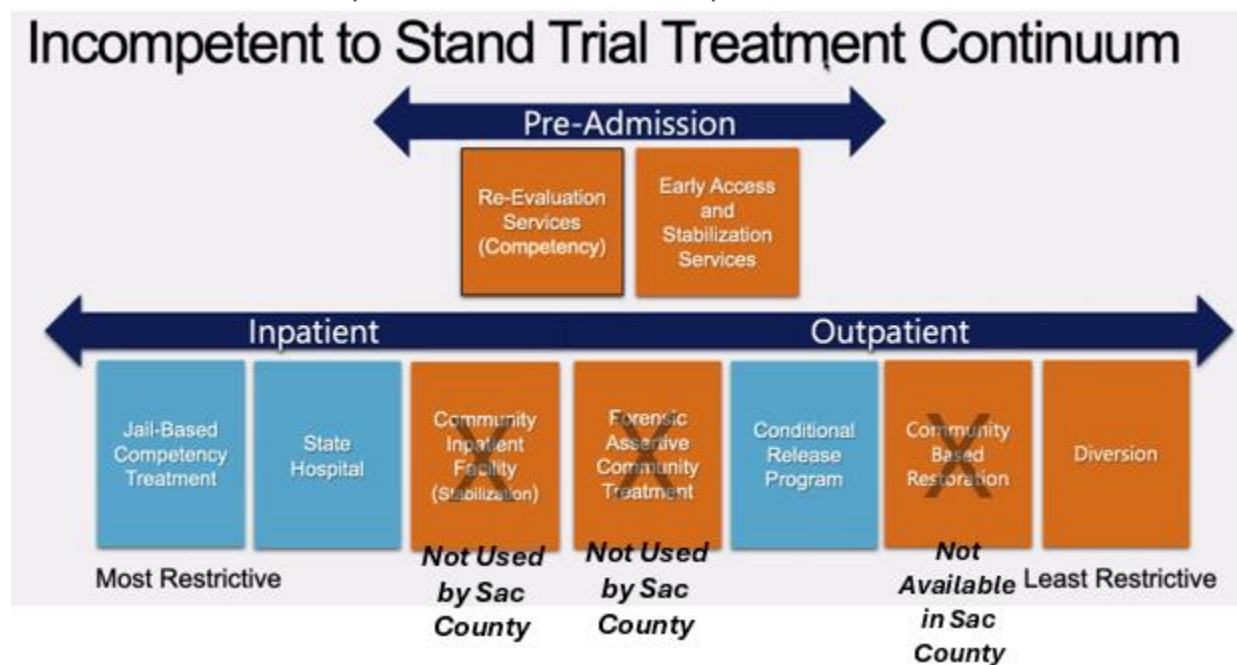 Incompetent to Stand Trial Treatment Continuum
Pre-Admission
Re-Evaluation
Services
(Competency)
Early Access
and
Stabilization
Services
Inpatient
Outpatient
Jail-Based
Competency
Treatment
State
Hospital
Community
Inpatient
Facility
(Stabilization)
X
Forensic
Assertive
Community
Treatment
X
Conditional
Release
Program
Community
Based
Restoration
X
Diversion
Most Restrictive
Not Used
by Sac
County
Not Used
by Sac
County
Not
Available
in Sac
County
Least Restrictive